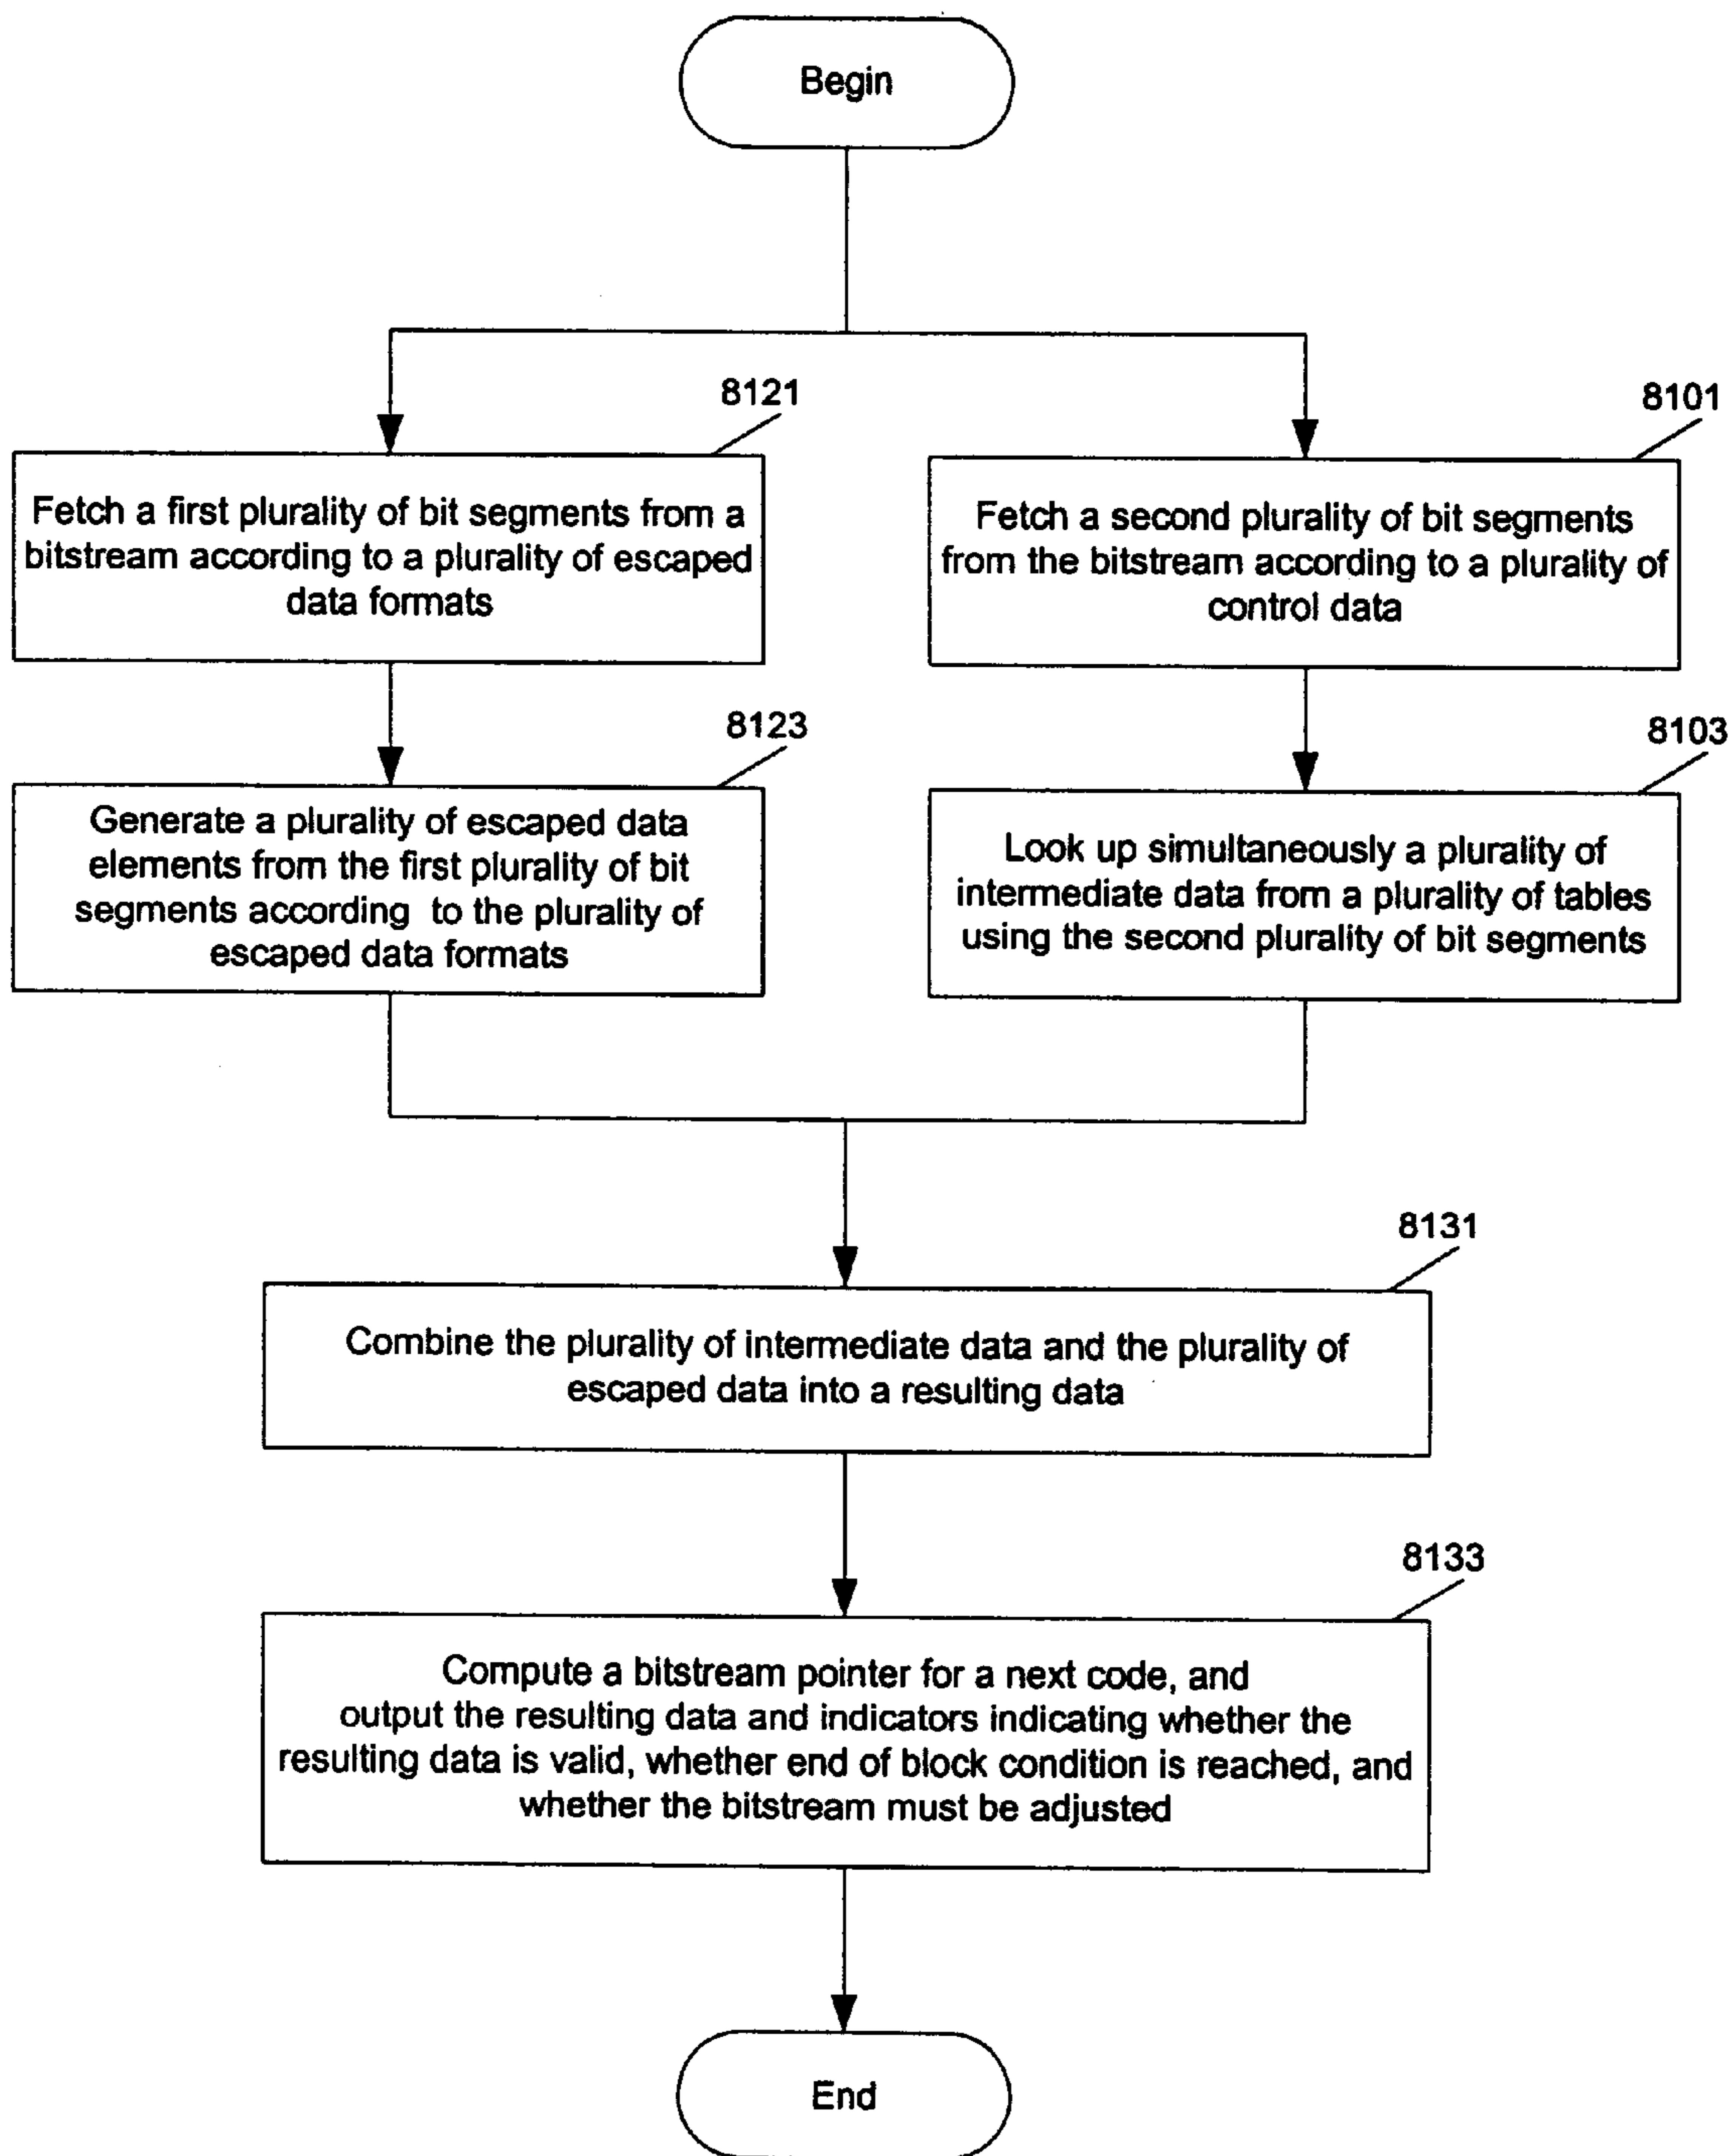 Begin
8121
Fetch a first plurality of bit segments from a
bitstream according to a plurality of escaped
data formats
8101
Fetch a second plurality of bit segments
from the bitstream according to a plurality of
control data
8123
Generate a plurality of escaped data
elements from the first plurality of bit
segments according to the plurality of
escaped data formats
8103
Look up simultaneously a plurality of
intermediate data from a plurality of tables
using the second plurality of bit segments
8131
Combine the plurality of intermediate data and the plurality of
escaped data into a resulting data
8133
Compute a bitstream pointer for a next code, and
output the resulting data and indicators indicating whether the
resulting data is valid, whether end of block condition is reached, and
whether the bitstream must be adjusted
End